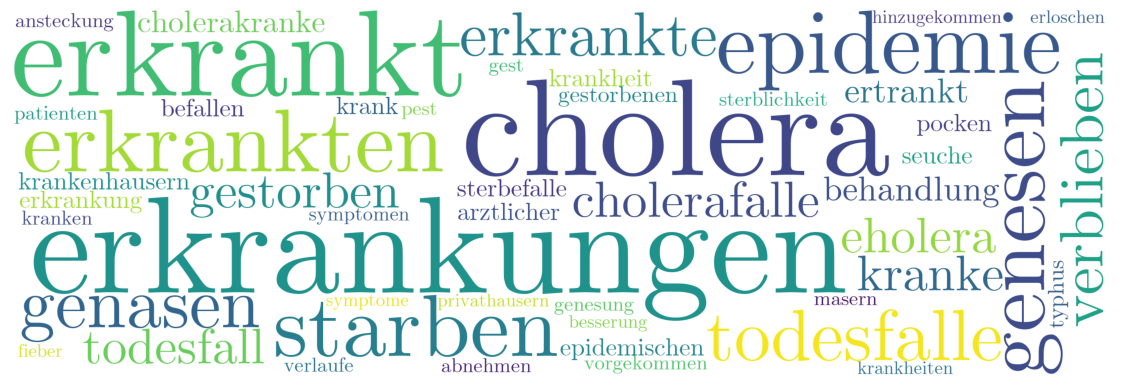 ansteckung
cholerakranke
hinzugekommen
erloschen
erkrankt
erkrankte
epidemie
gest
krankheit
gestorbenen
sterblichkeit
ertrankt
patienten
befallen
krank
pest
cholera
pocken
erkrankten
seuche
genesen
verblieben
krankenhausern
gestorben
sterbefalle
cholerafalle
behandlung
erkrankung
kranken
symptomen
arztlicher
erkrankungen
eholera
kranke
typhus
genasen
symptome
privathausern
genesung
masern
starben
besserung
todesfalle
todesfall
fieber
verlaufe
abnehmen
epidemischen
vorgekommen
krankheiten